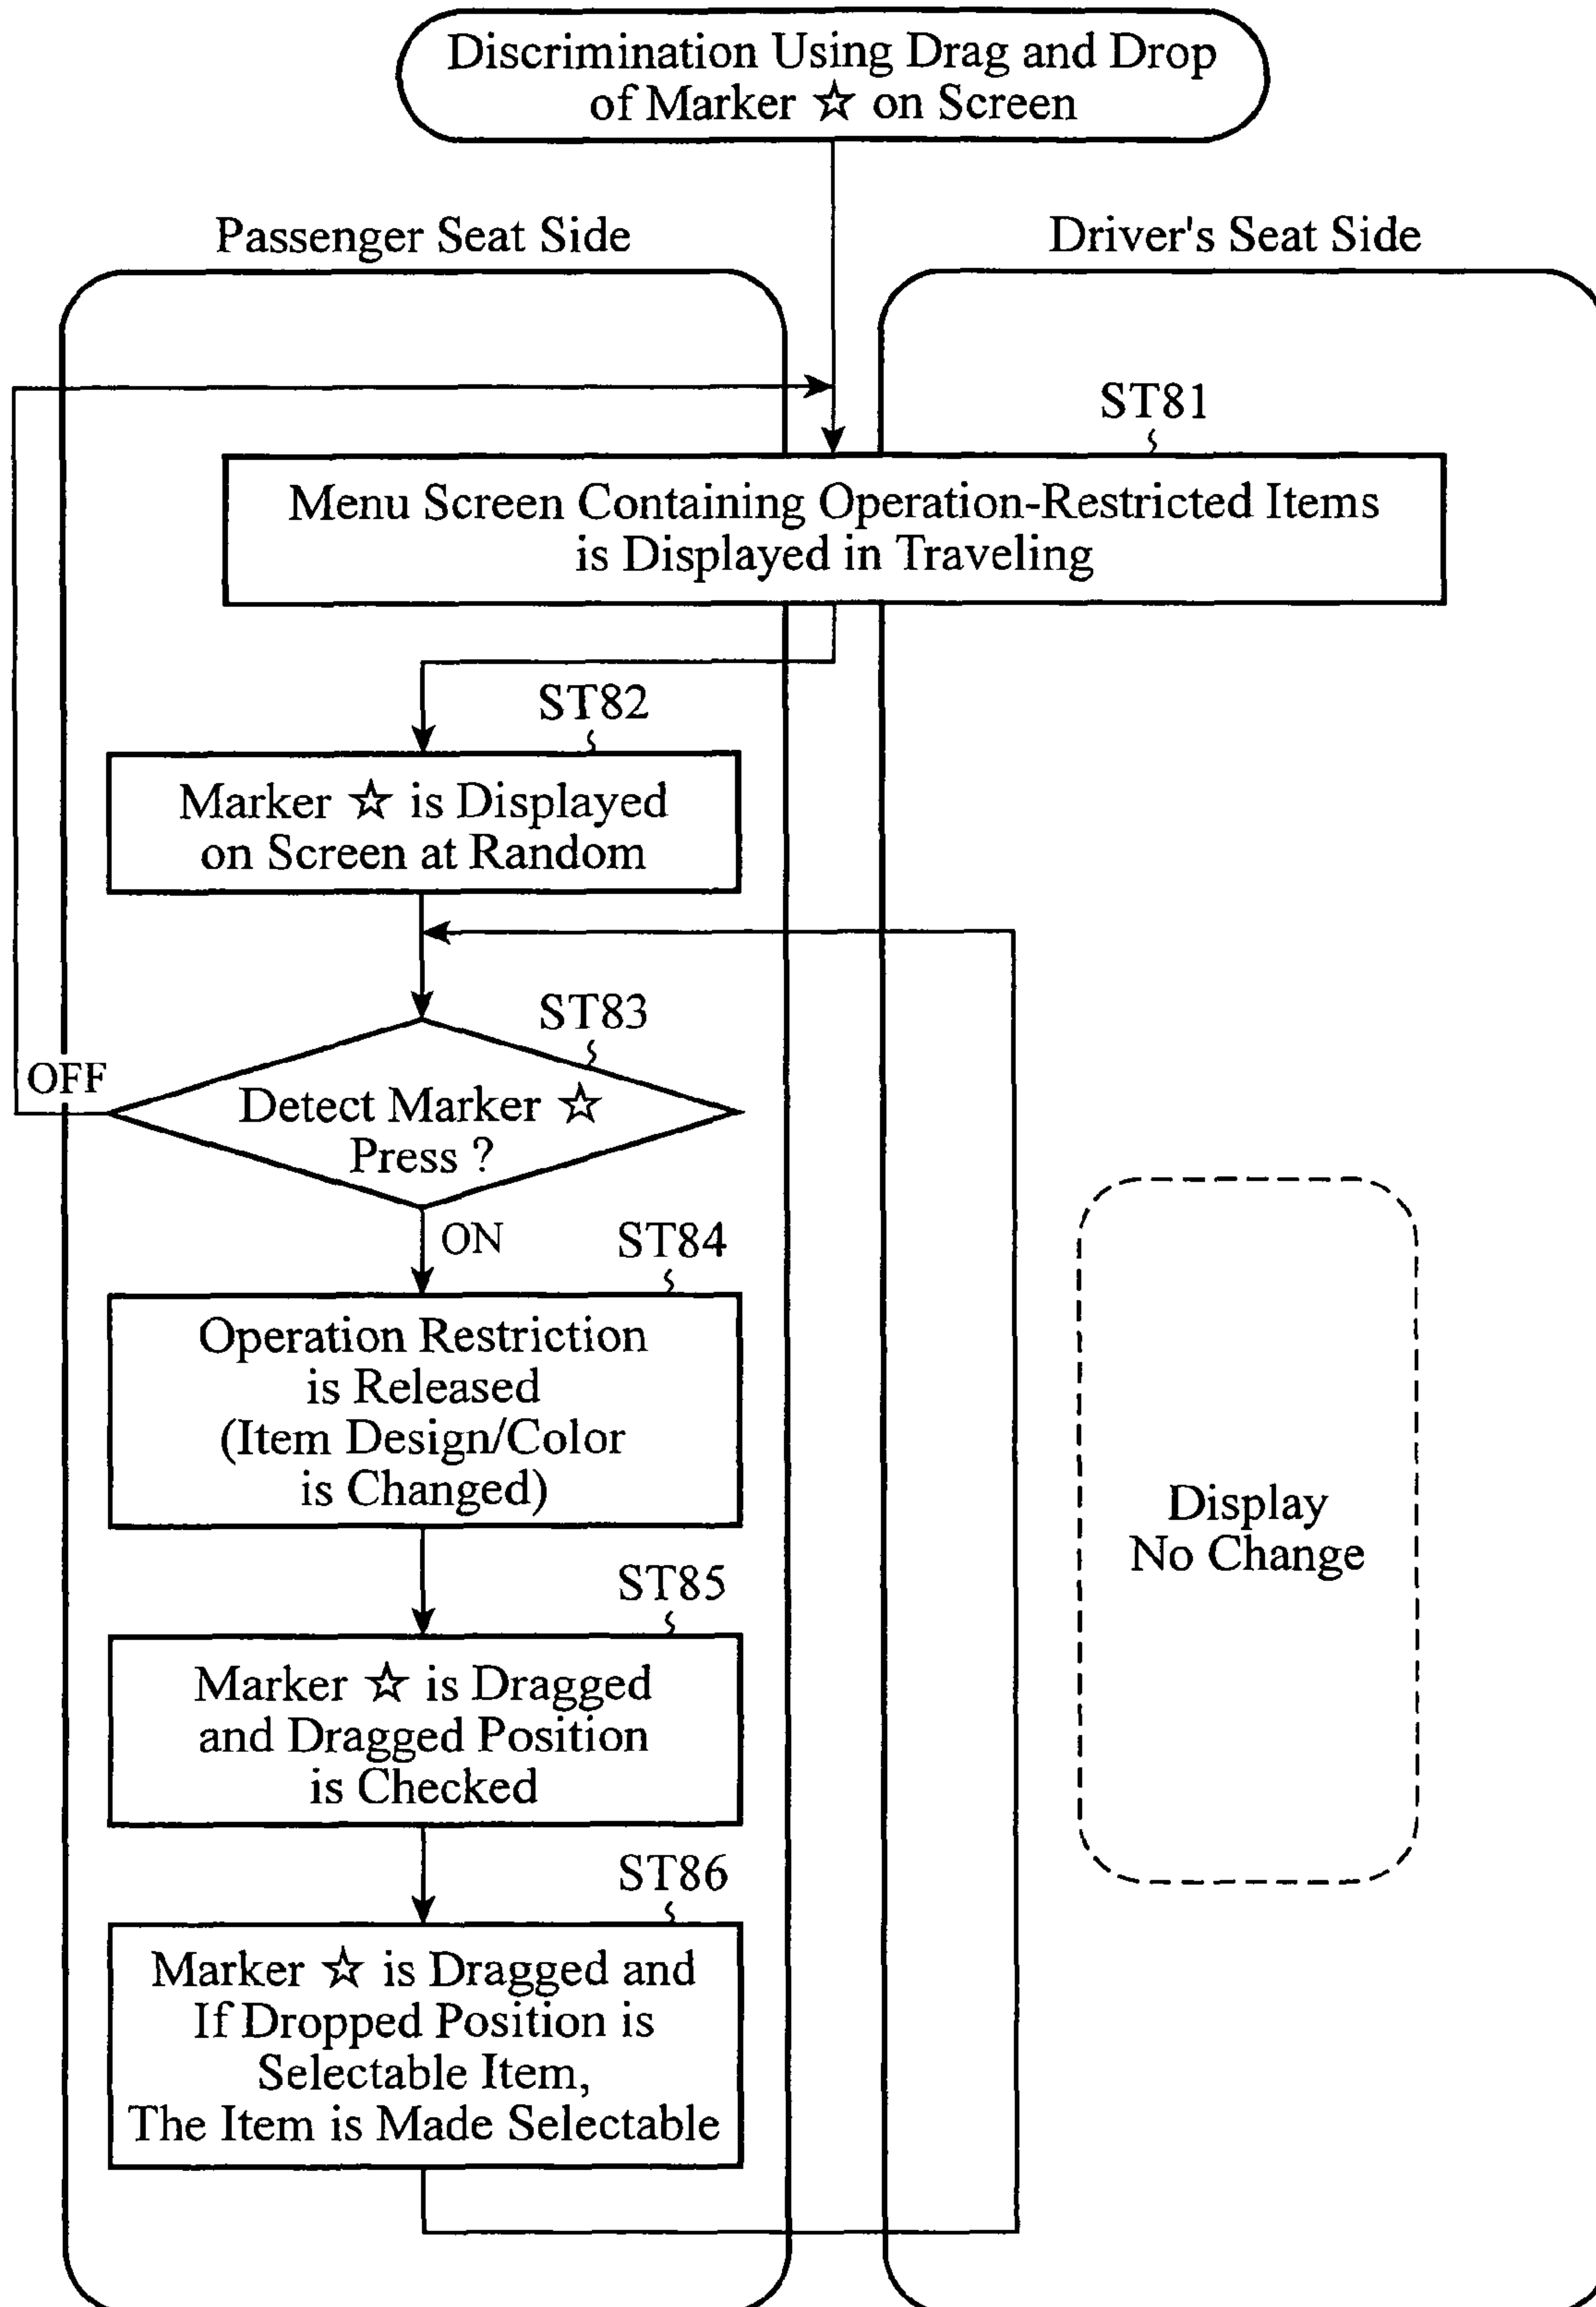 Discrimination Using Drag and Drop
of Marker ☆ on Screen
Passenger Seat Side
Driver's Seat Side
ST81
Menu Screen Containing Operation-Restricted Items
is Displayed in Traveling
ST82
Marker ☆ is Displayed
on Screen at Random
ST83
OFF
Detect Marker ☆
Press ?
ON
ST84
Operation Restriction
is Released
(Item Design/Color
is Changed)
Display
No Change
ST85
Marker ☆ is Dragged
and Dragged Position
is Checked
ST86
Marker ☆ is Dragged and
If Dropped Position is
Selectable Item,
The Item is Made Selectable